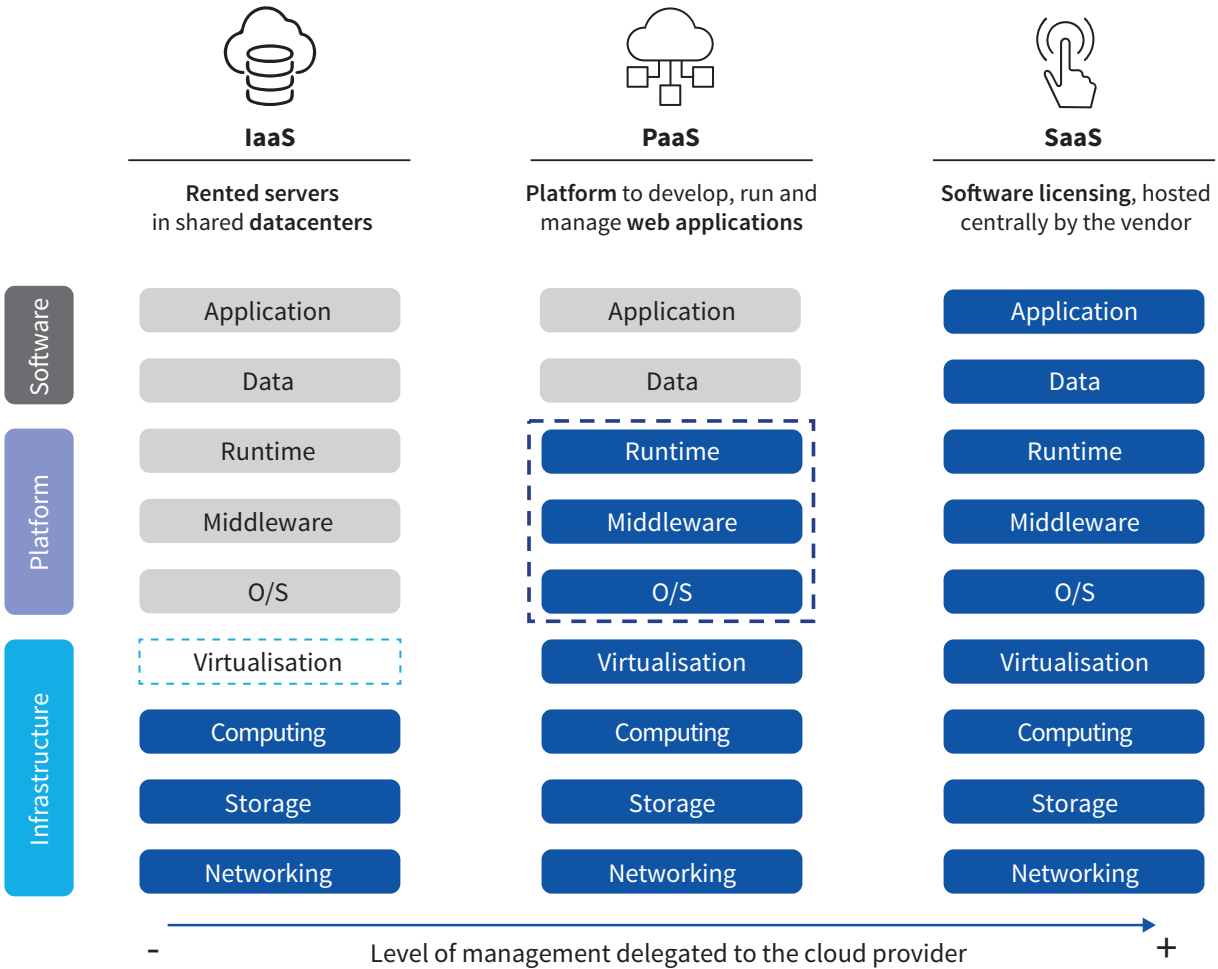 IaaS
Rented servers
in shared datacenters
PaaS
Platform to develop, run and
manage web applications
SaaS
Software licensing, hosted
centrally by the vendor
Software
Platform
Infrastructure
Application
Data
Runtime
Middleware
O/S
Virtualisation
Computing
Storage
Networking
Application
Data
Runtime
Middleware
O/S
Virtualisation
Computing
Storage
Networking
Application
Data
Runtime
Middleware
O/S
Virtualisation
Computing
Storage
Networking
-
Level of management delegated to the cloud provider
+